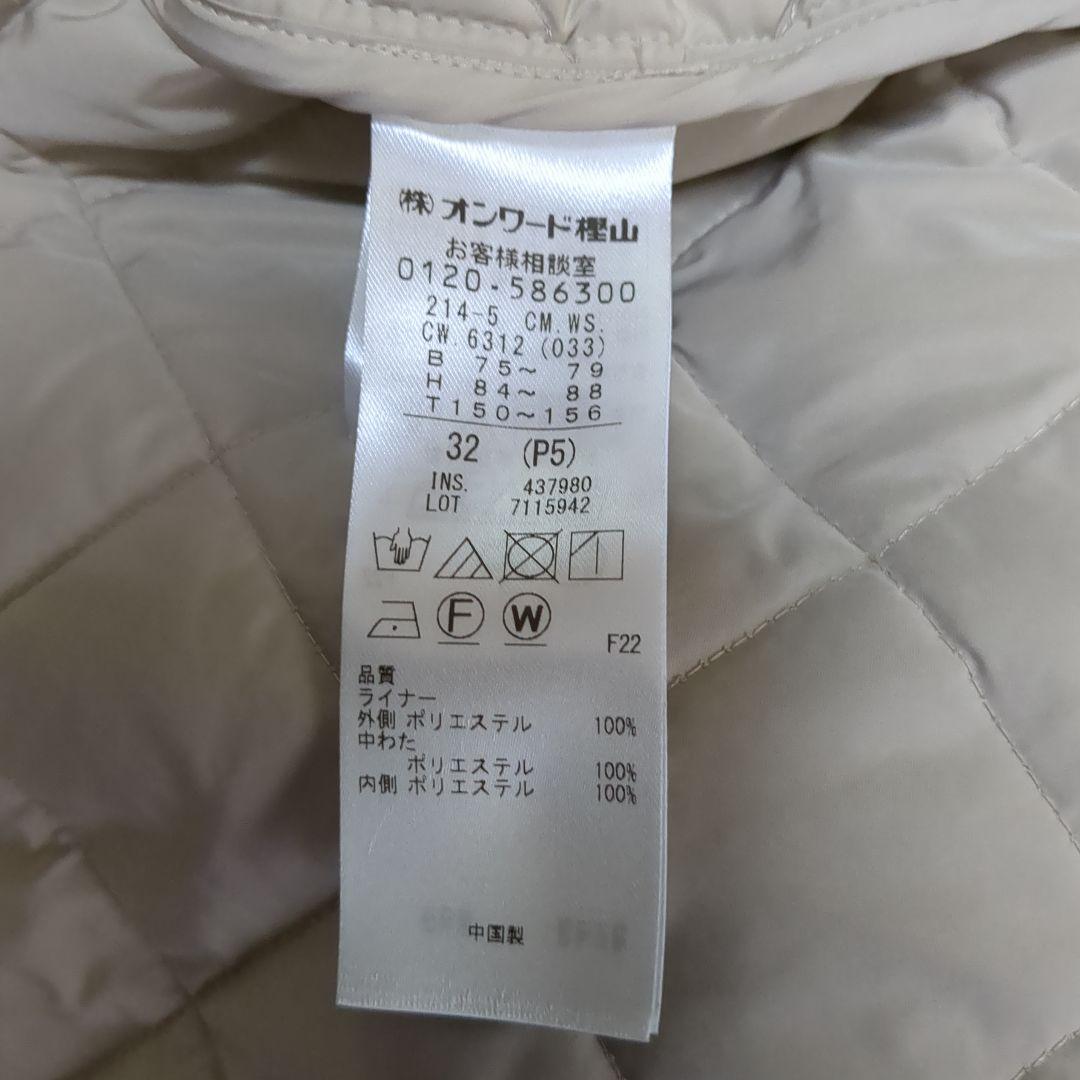 (株)オンワード樫山
お客様相談室
0120-586300
214-5 CM.WS.
CW.6312 (033)
B 75～ 79
H 84～ 88
T150～156
32 (P5)
INS. 437980
LOT 7115942
F W
F22
品質
ライナー
外側 ポリエステル 100%
中わた
ポリエステル 100%
内側 ポリエステル 100%
中国製